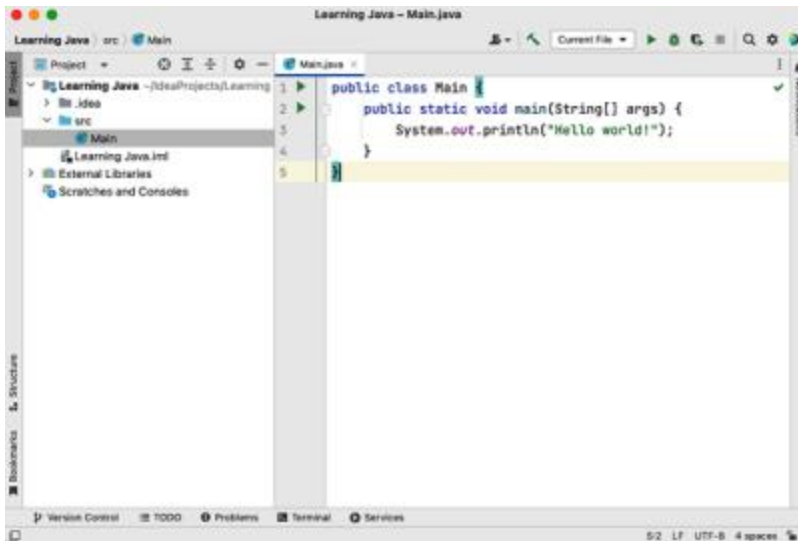 Learning Java – Main.java
Learning Java src Main
Current File
Project
Main.java
Project
Learning Java ~/IdeaProjects/Learning
.idea
src
Main
Learning Java.iml
External Libraries
Scratches and Consoles
1 public class Main {
2 public static void main(String[] args) {
3 System.out.println("Hello world!");
4 }
5 }
Structure
Bookmarks
Version Control TODO Problems Terminal Services
5:2 LF UTF-8 4 spaces